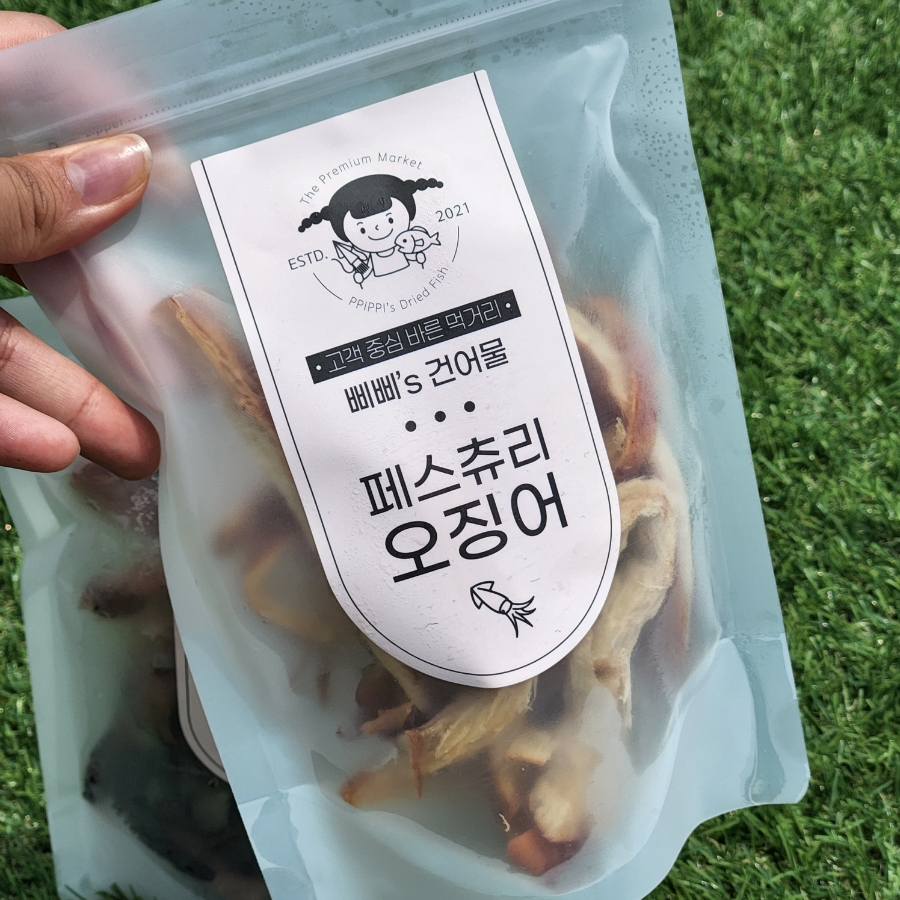 The Premium Market
ESTD. 2021
PPIPPI's Dried Fish
• 고객 중심 바른 먹거리 •
삐삐's 건어물
페스츄리
오징어